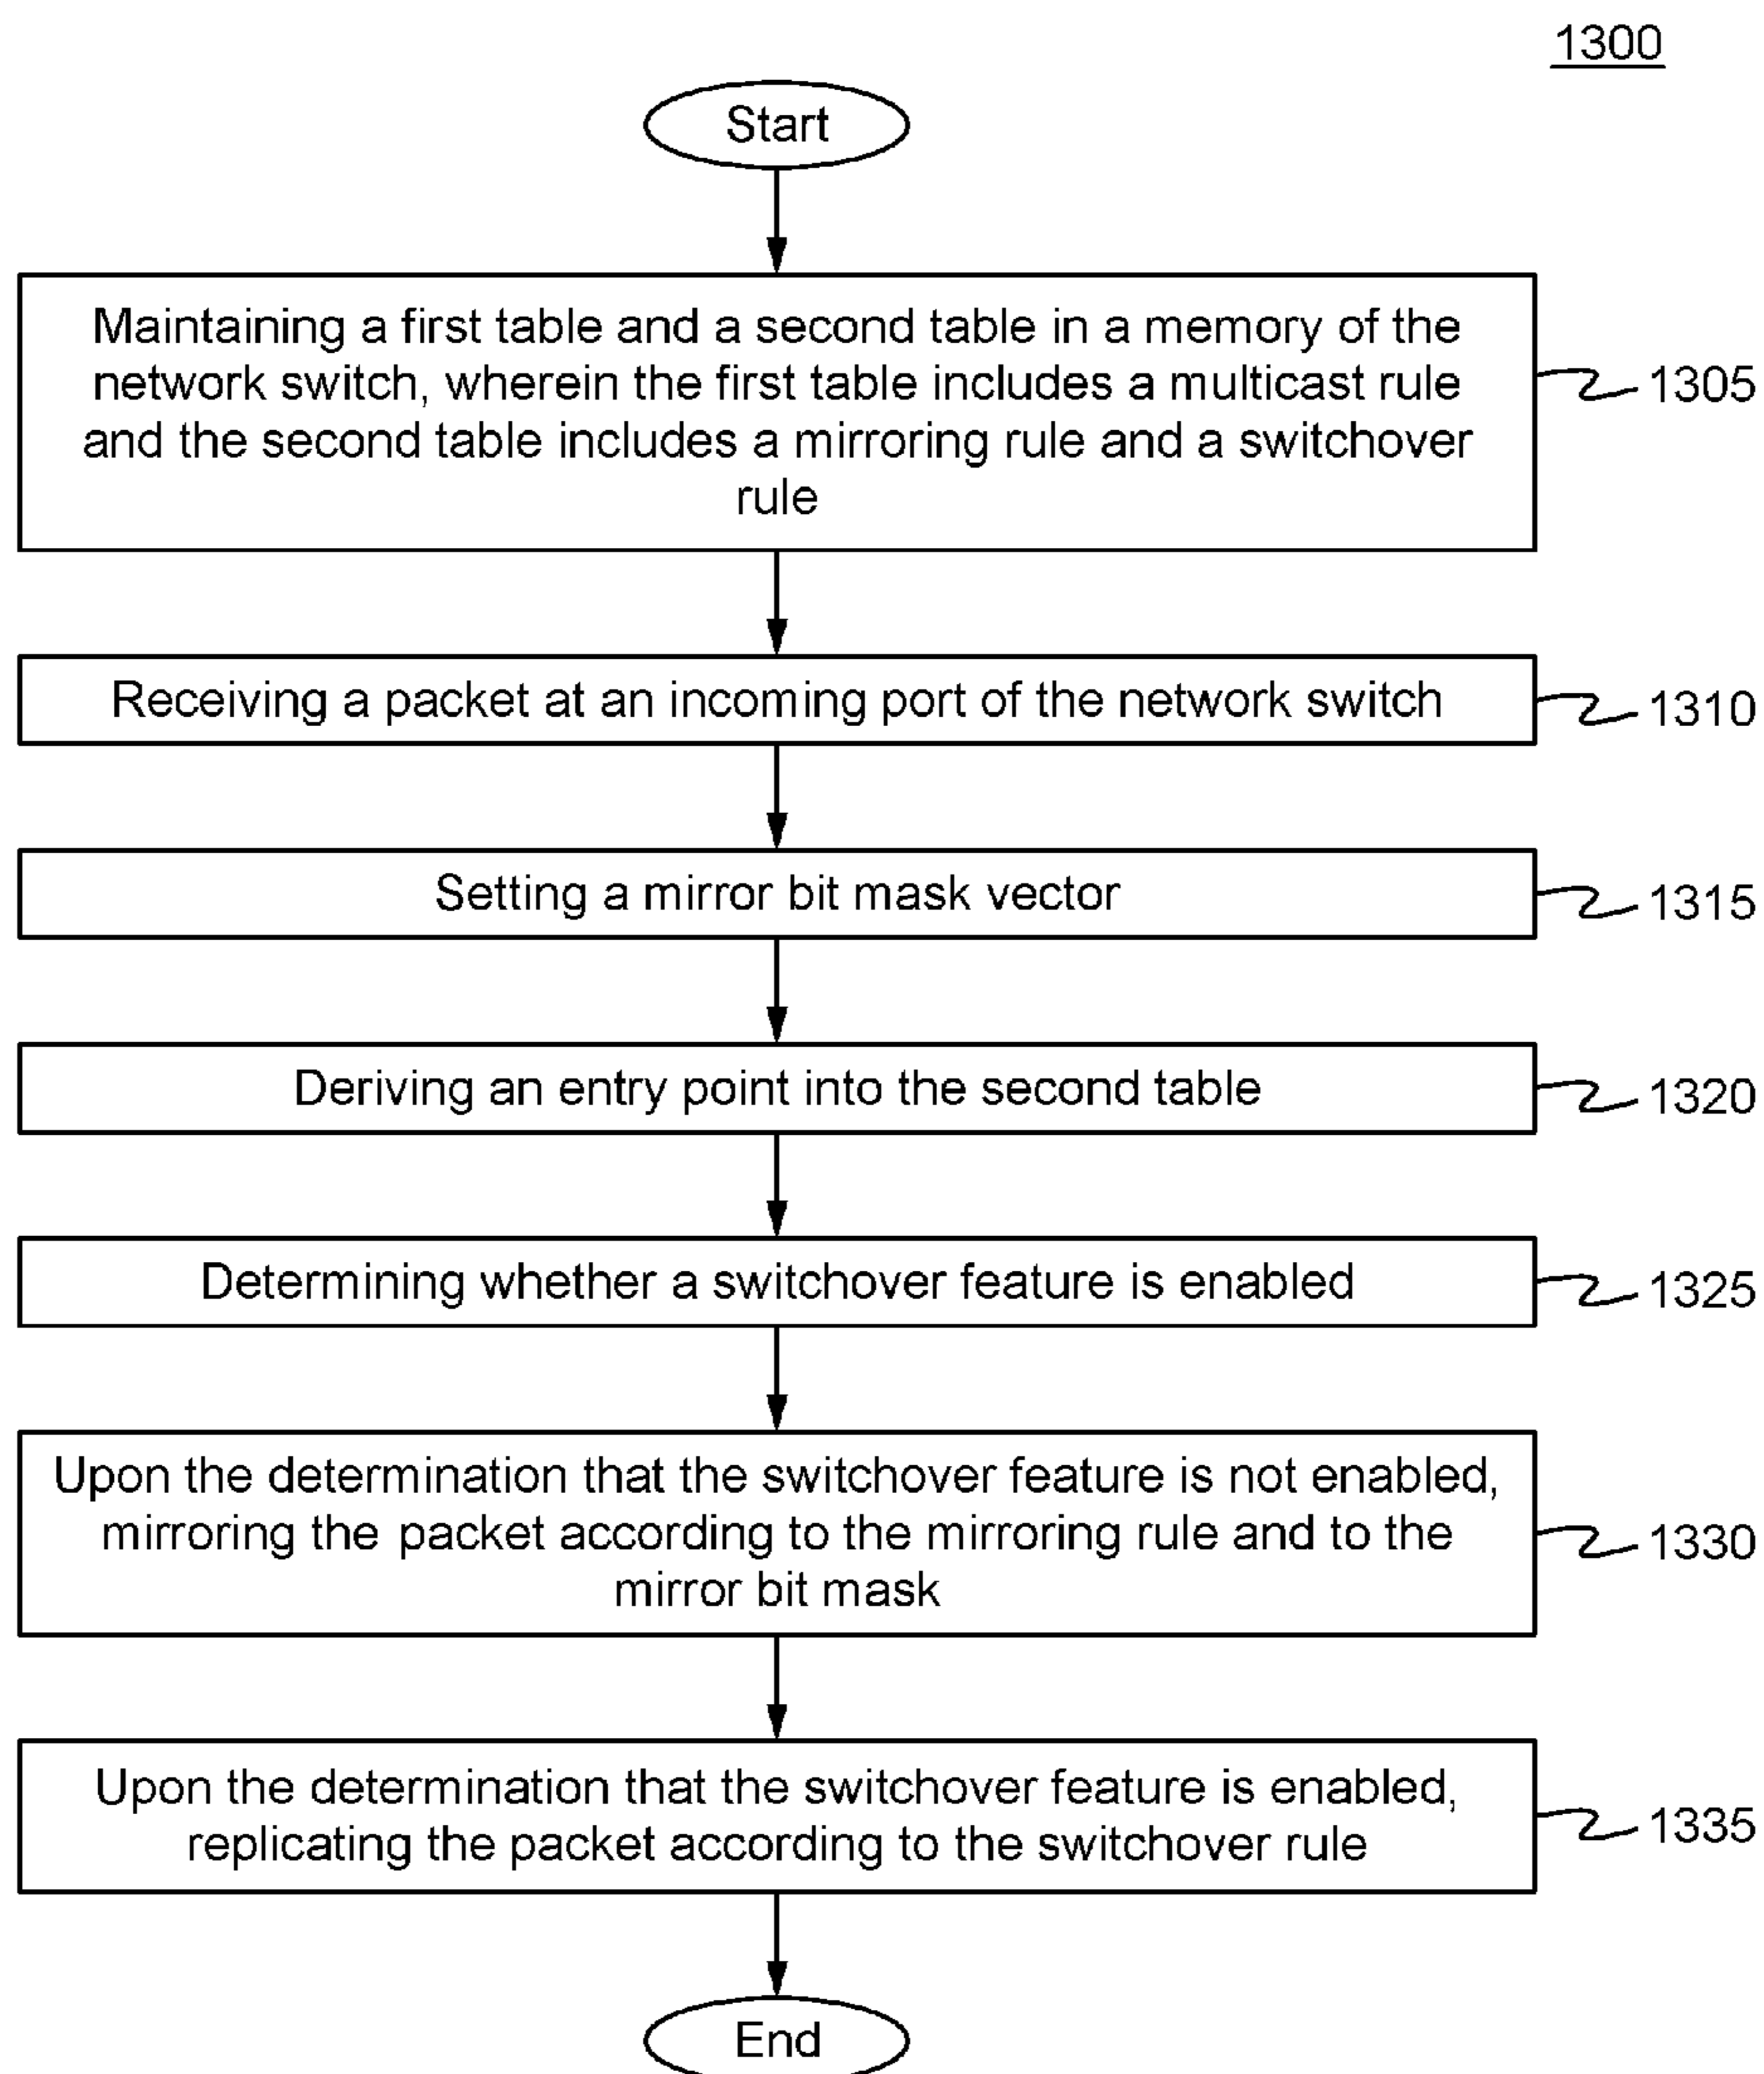 1300
Start
Maintaining a first table and a second table in a memory of the
network switch, wherein the first table includes a multicast rule
and the second table includes a mirroring rule and a switchover
rule
1305
Receiving a packet at an incoming port of the network switch
1310
Setting a mirror bit mask vector
1315
Deriving an entry point into the second table
1320
Determining whether a switchover feature is enabled
1325
Upon the determination that the switchover feature is not enabled,
mirroring the packet according to the mirroring rule and to the
mirror bit mask
1330
Upon the determination that the switchover feature is enabled,
replicating the packet according to the switchover rule
1335
End